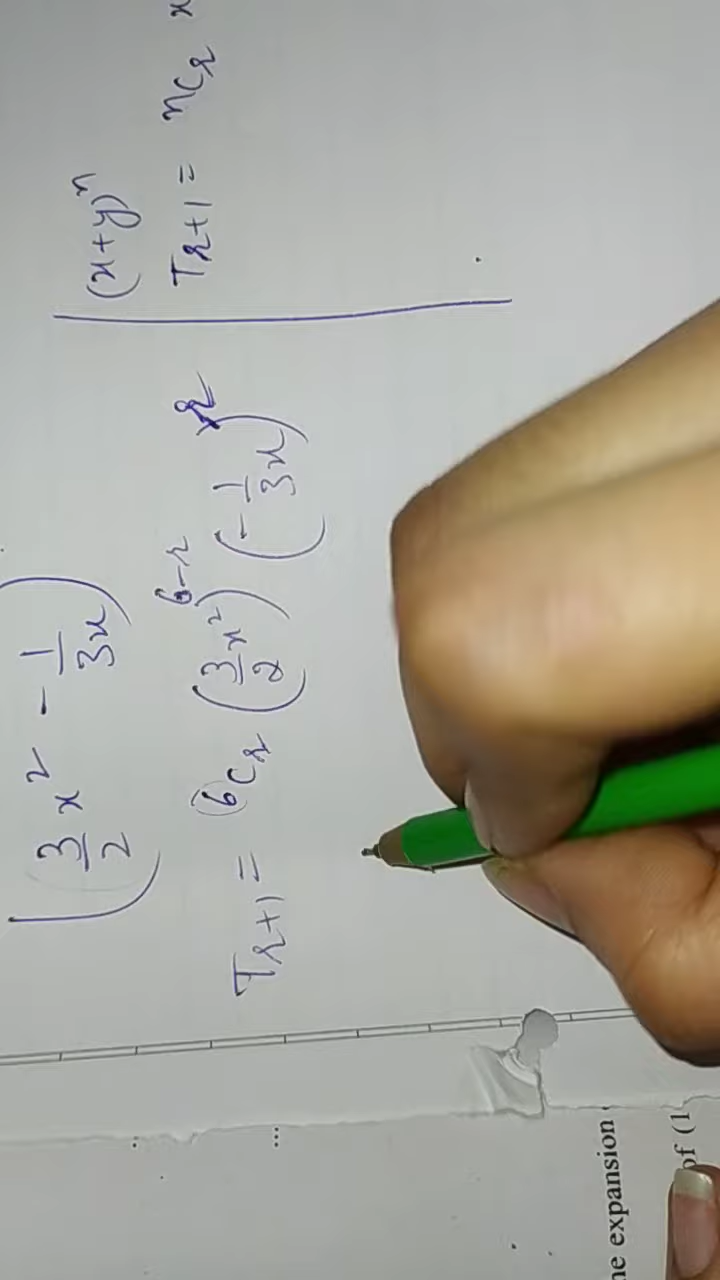 (3/2 x² - 1/3x)
T_{r+1} = ⁶C_r (3/2 x²)^{6-r} (-1/3x)^r
(x+y)^n
T_{r+1} = ⁿC_r x
expansion
of (1